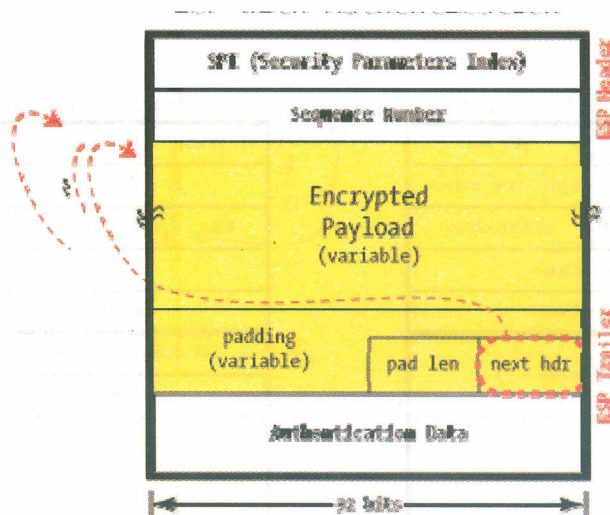 SPI (Security Parameters Index)
ESP Header
Sequence Number
Encrypted
Payload
(variable)
padding
(variable)
pad len
next hdr
ESP Trailer
Authentication Data
32 bits